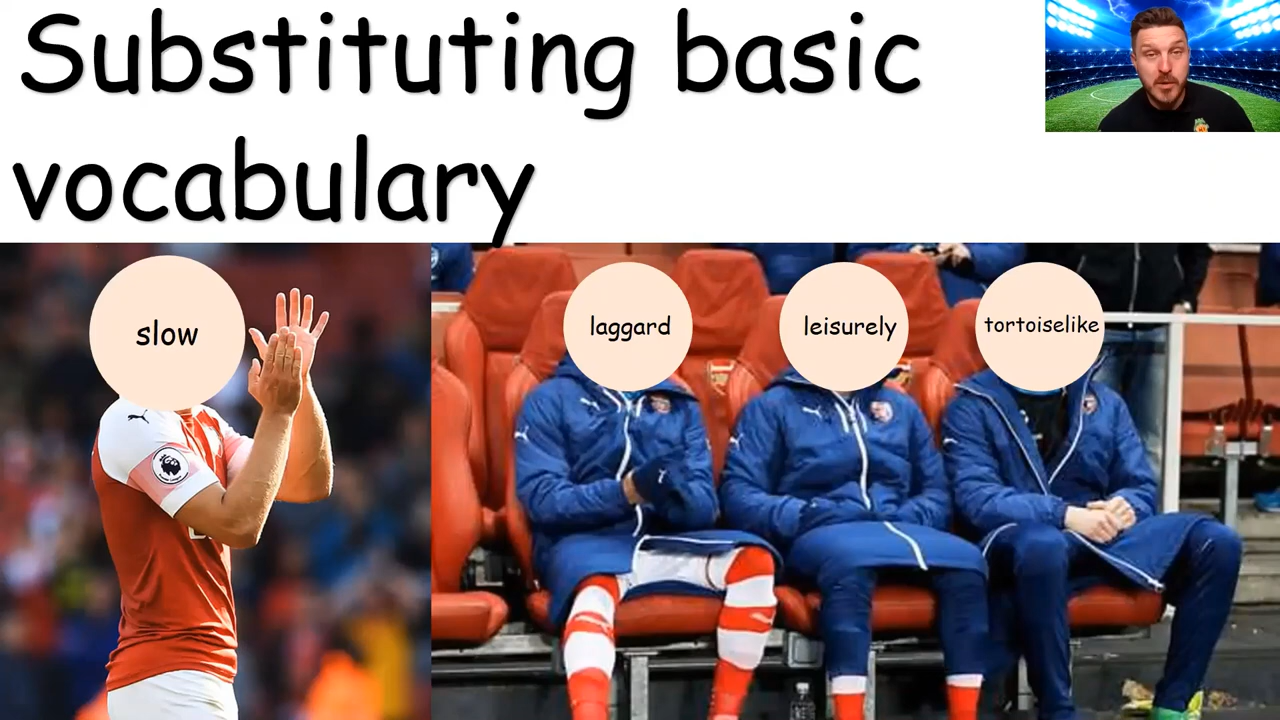 Substituting basic
vocabulary
slow
laggard
leisurely
tortoiselike